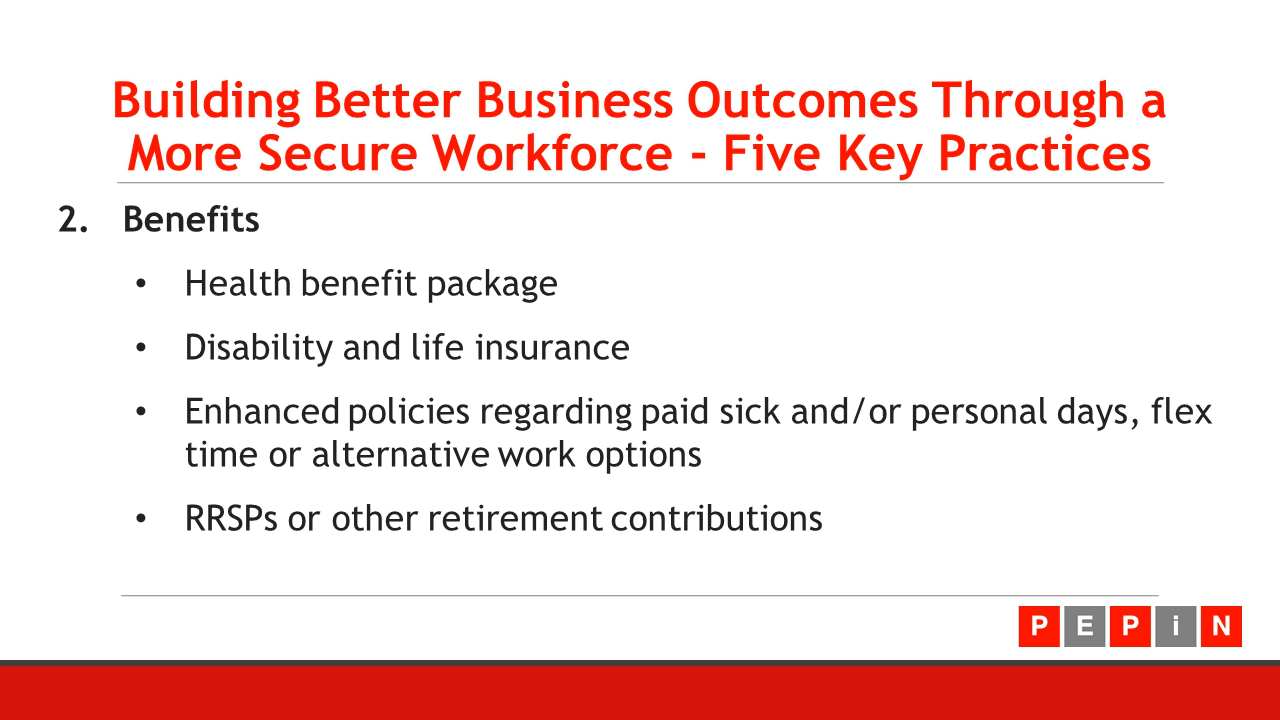 Building Better Business Outcomes Through a
More Secure Workforce - Five Key Practices
2. Benefits
• Health benefit package
• Disability and life insurance
• Enhanced policies regarding paid sick and/or personal days, flex
time or alternative work options
• RRSPs or other retirement contributions
PEPiN